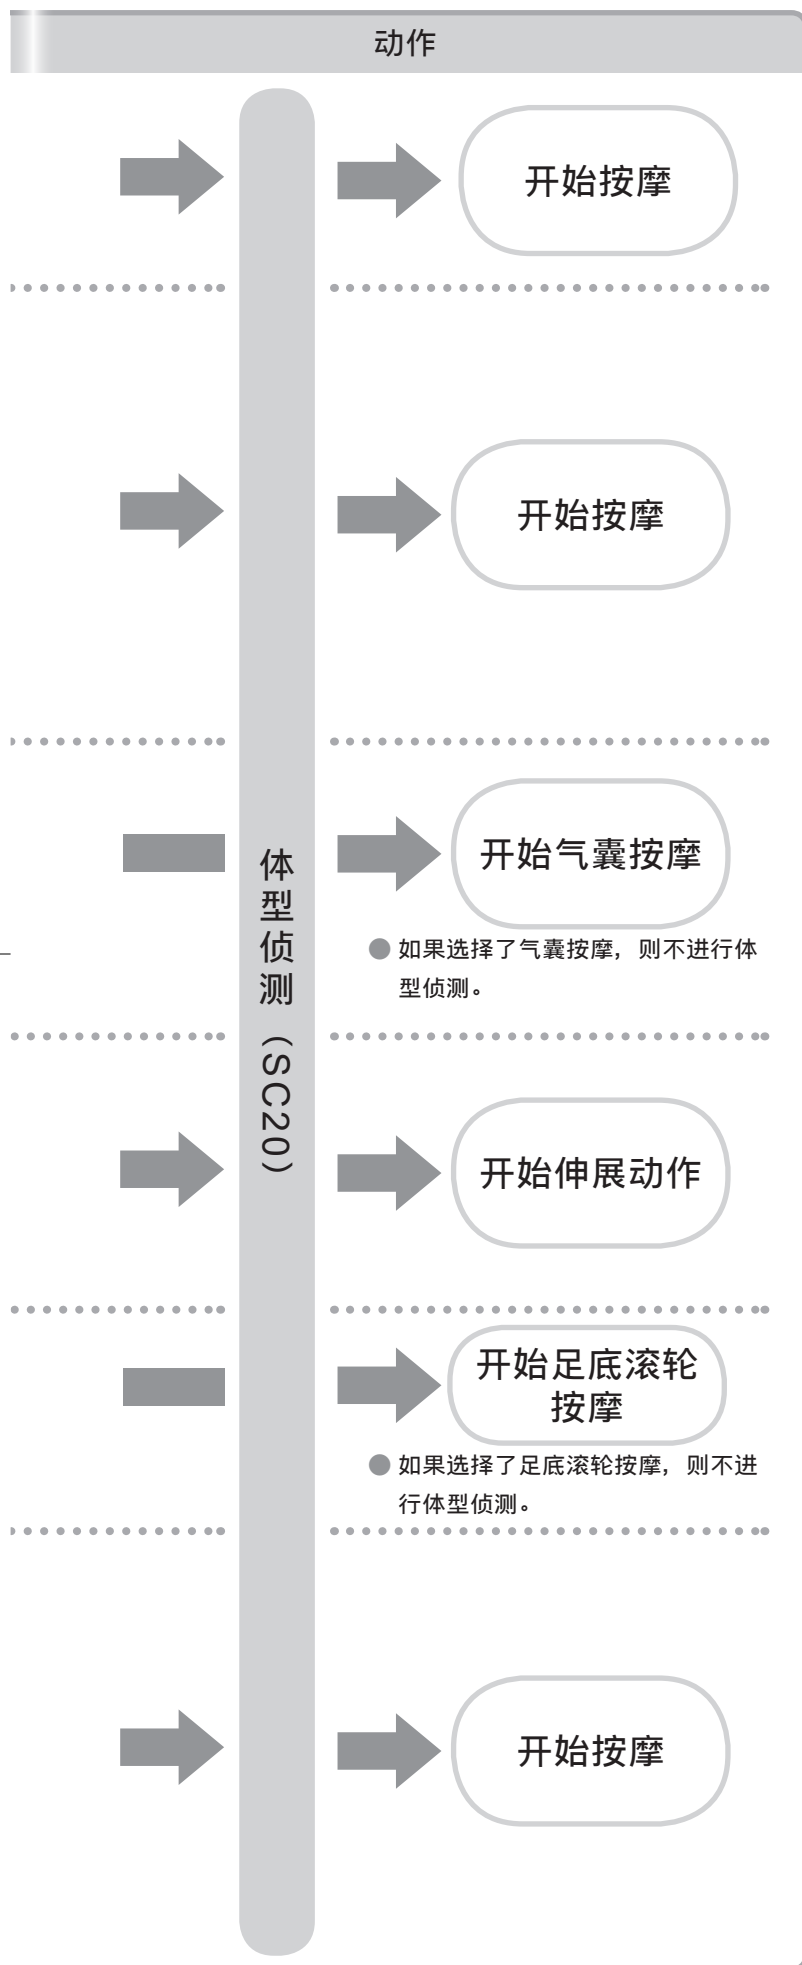 动作
开始按摩
开始按摩
体型侦测（SC20）
开始气囊按摩
● 如果选择了气囊按摩，则不进行体
型侦测。
开始伸展动作
开始足底滚轮
按摩
● 如果选择了足底滚轮按摩，则不进
行体型侦测。
开始按摩